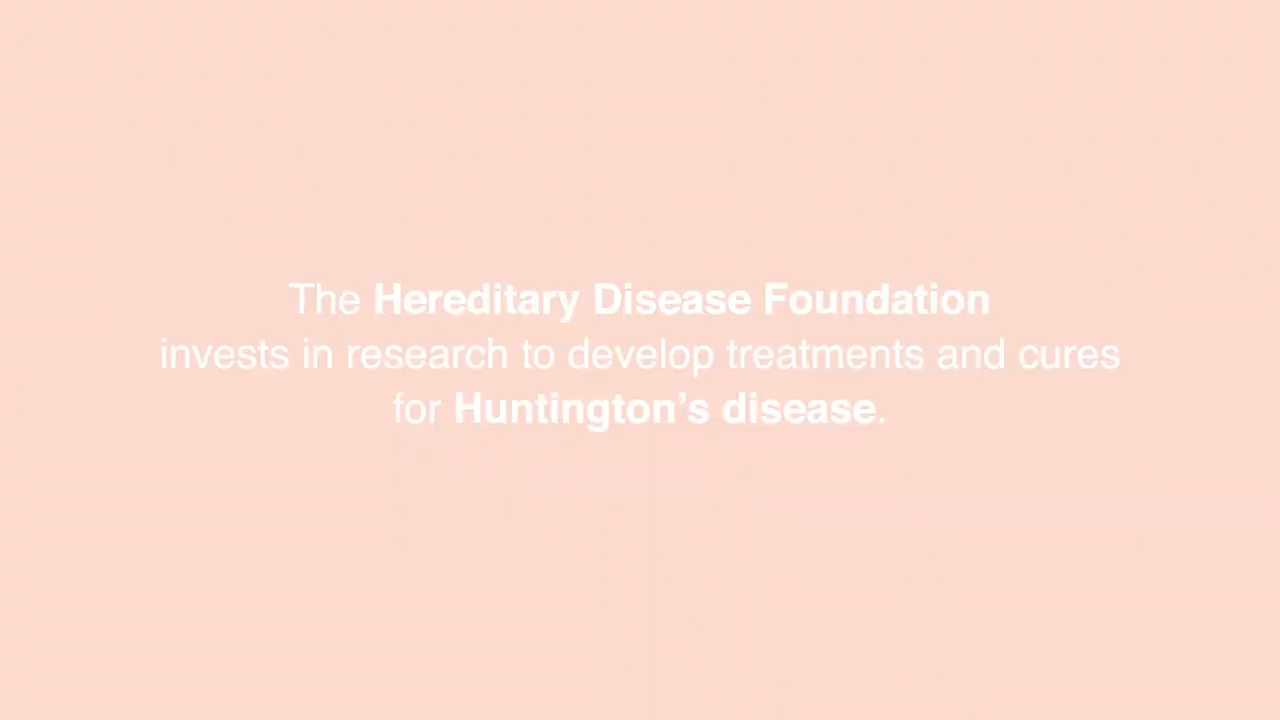 The Hereditary Disease Foundation
invests in research to develop treatments and cures
for Huntington’s disease.